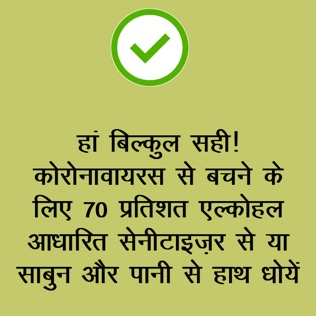 हां बिल्कुल सही!
कोरोनावायरस से बचने के
लिए 70 प्रतिशत एल्कोहल
आधारित सेनीटाइज़र से या
साबुन और पानी से हाथ धोयें